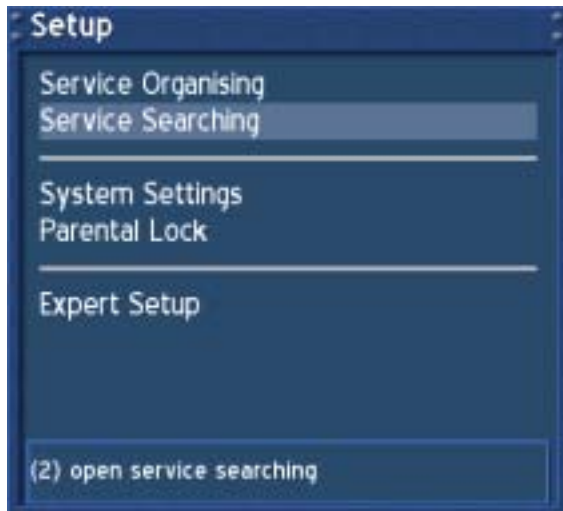 Setup
Service Organising
Service Searching
System Settings
Parental Lock
Expert Setup
(2) open service searching